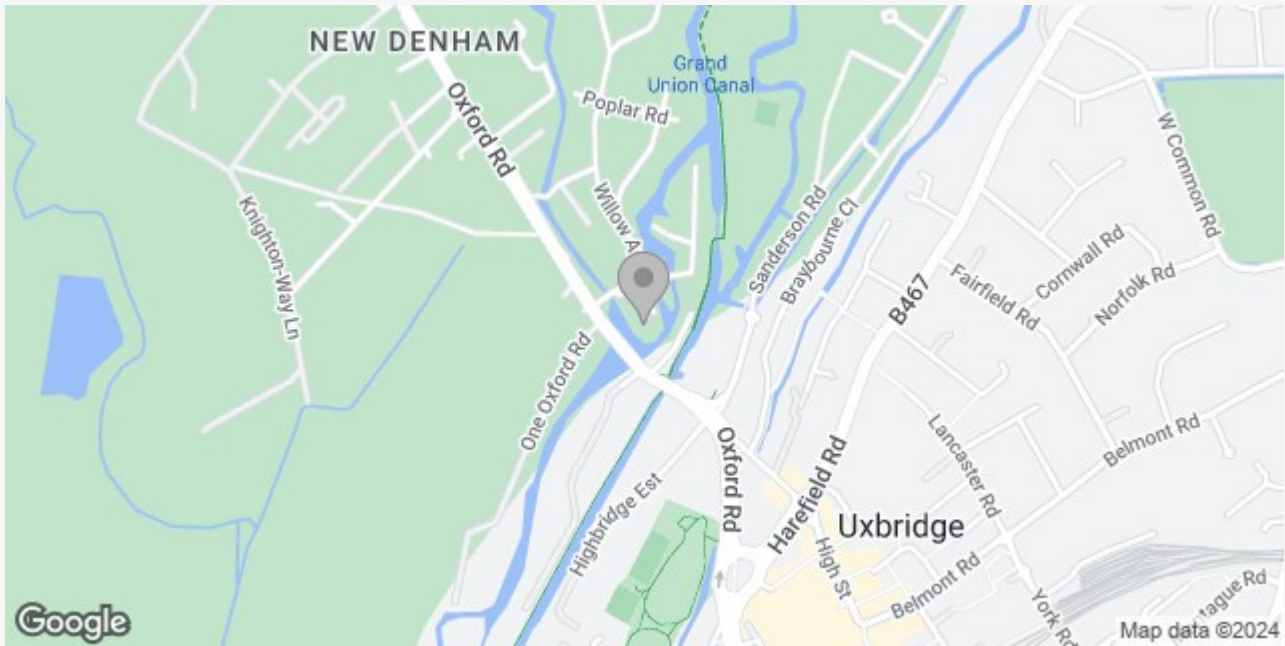 NEW DENHAM
Grand
Union Canal
Poplar Rd
Oxford Rd
W Common Rd
Willow A
Sanderson Rd
Braybourne Cl
Knighton-Way Ln
Cornwall Rd
Fairfield Rd
Norfolk Rd
B467
One Oxford Rd
Lancaster Rd
Belmont Rd
Oxford Rd
Harefield Rd
Highbridge Est
Uxbridge
High St
Belmont Rd
York Rd
tague Rd
Google
Map data ©2024